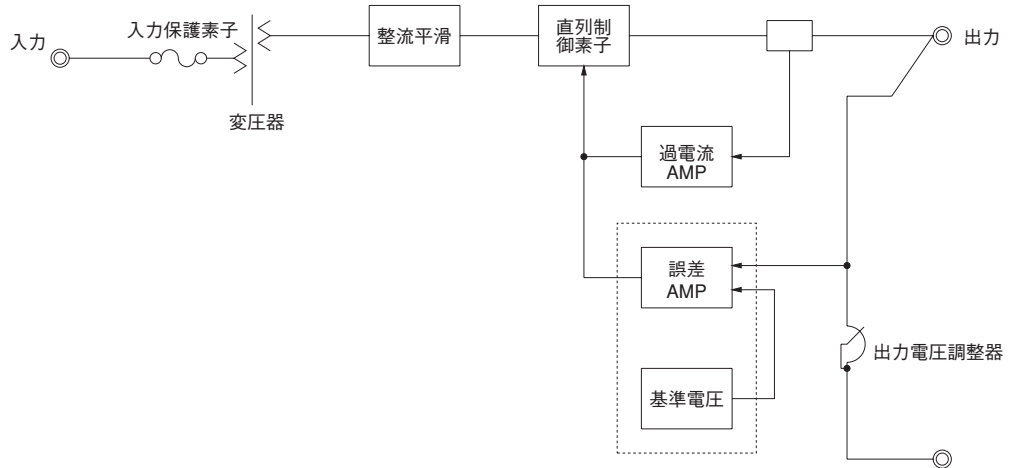 入力
入力保護素子
変圧器
整流平滑
直列制
御素子
出力
過電流
AMP
誤差
AMP
基準電圧
出力電圧調整器